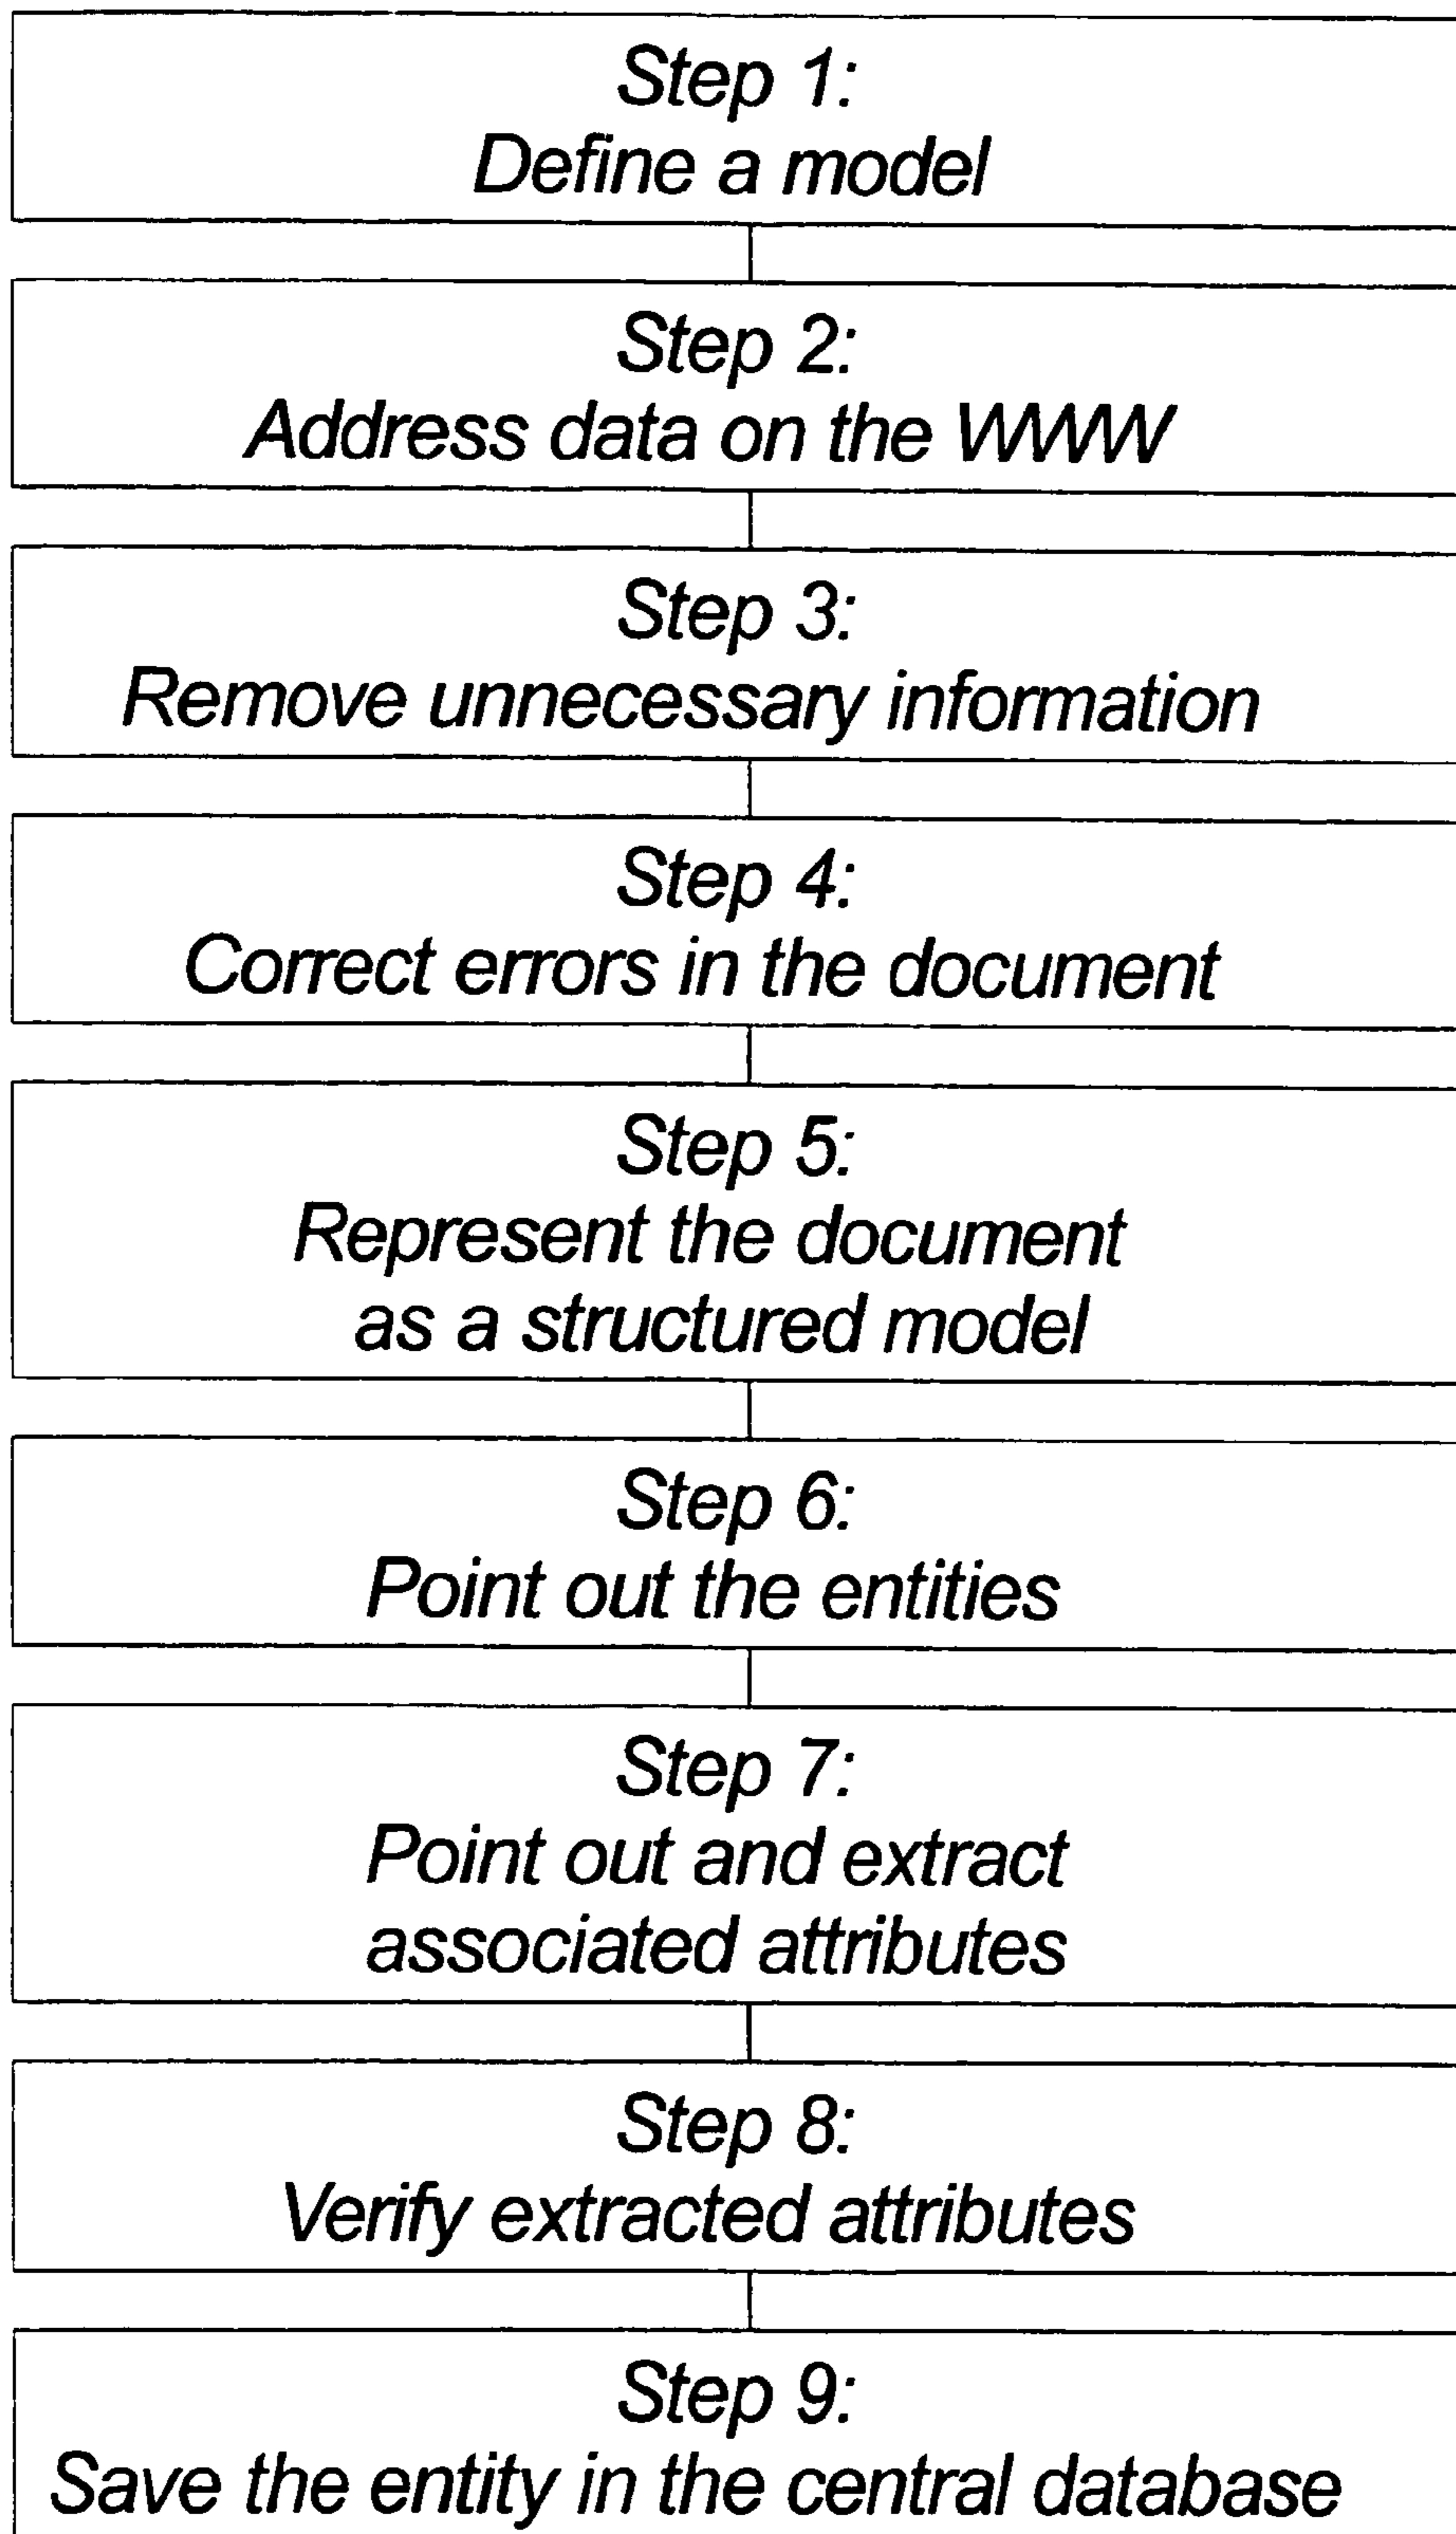 Step 1:
Define a model
Step 2:
Address data on the WWW
Step 3:
Remove unnecessary information
Step 4:
Correct errors in the document
Step 5:
Represent the document
as a structured model
Step 6:
Point out the entities
Step 7:
Point out and extract
associated attributes
Step 8:
Verify extracted attributes
Step 9:
Save the entity in the central database